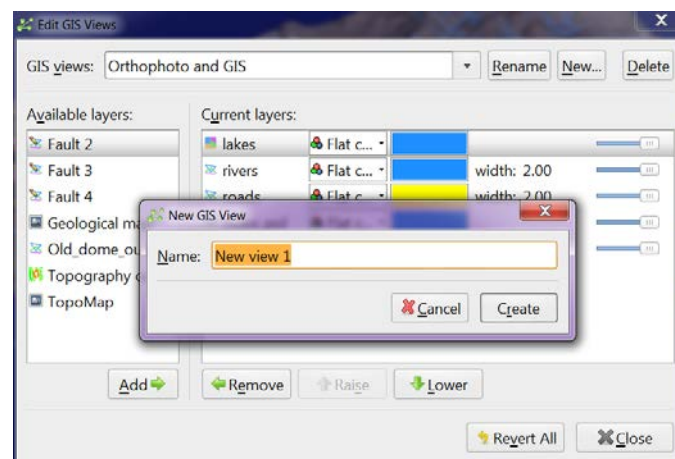 Edit GIS Views
GIS views: Orthophoto and GIS Rename New... Delete
Available layers: Current layers:
Fault 2 lakes Flat c...
Fault 3 rivers Flat c... width: 2.00
Fault 4 roads Flat c... width: 2.00
Geological m
New GIS View
Old_dome_ou
Name: New view 1
Topography
TopoMap
Cancel Create
Add Remove Raise Lower
Revert All Close